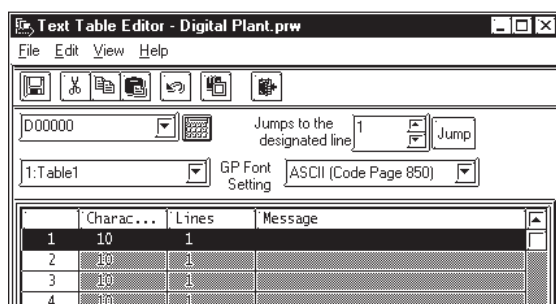 Text Table Editor - Digital Plant.prw
File Edit View Help
D00000
Jumps to the
designated line
1
Jump
1:Table1
GP Font
Setting
ASCII (Code Page 850)
Charac... Lines Message
1 10 1
2 10 1
3 10 1
4 10 1